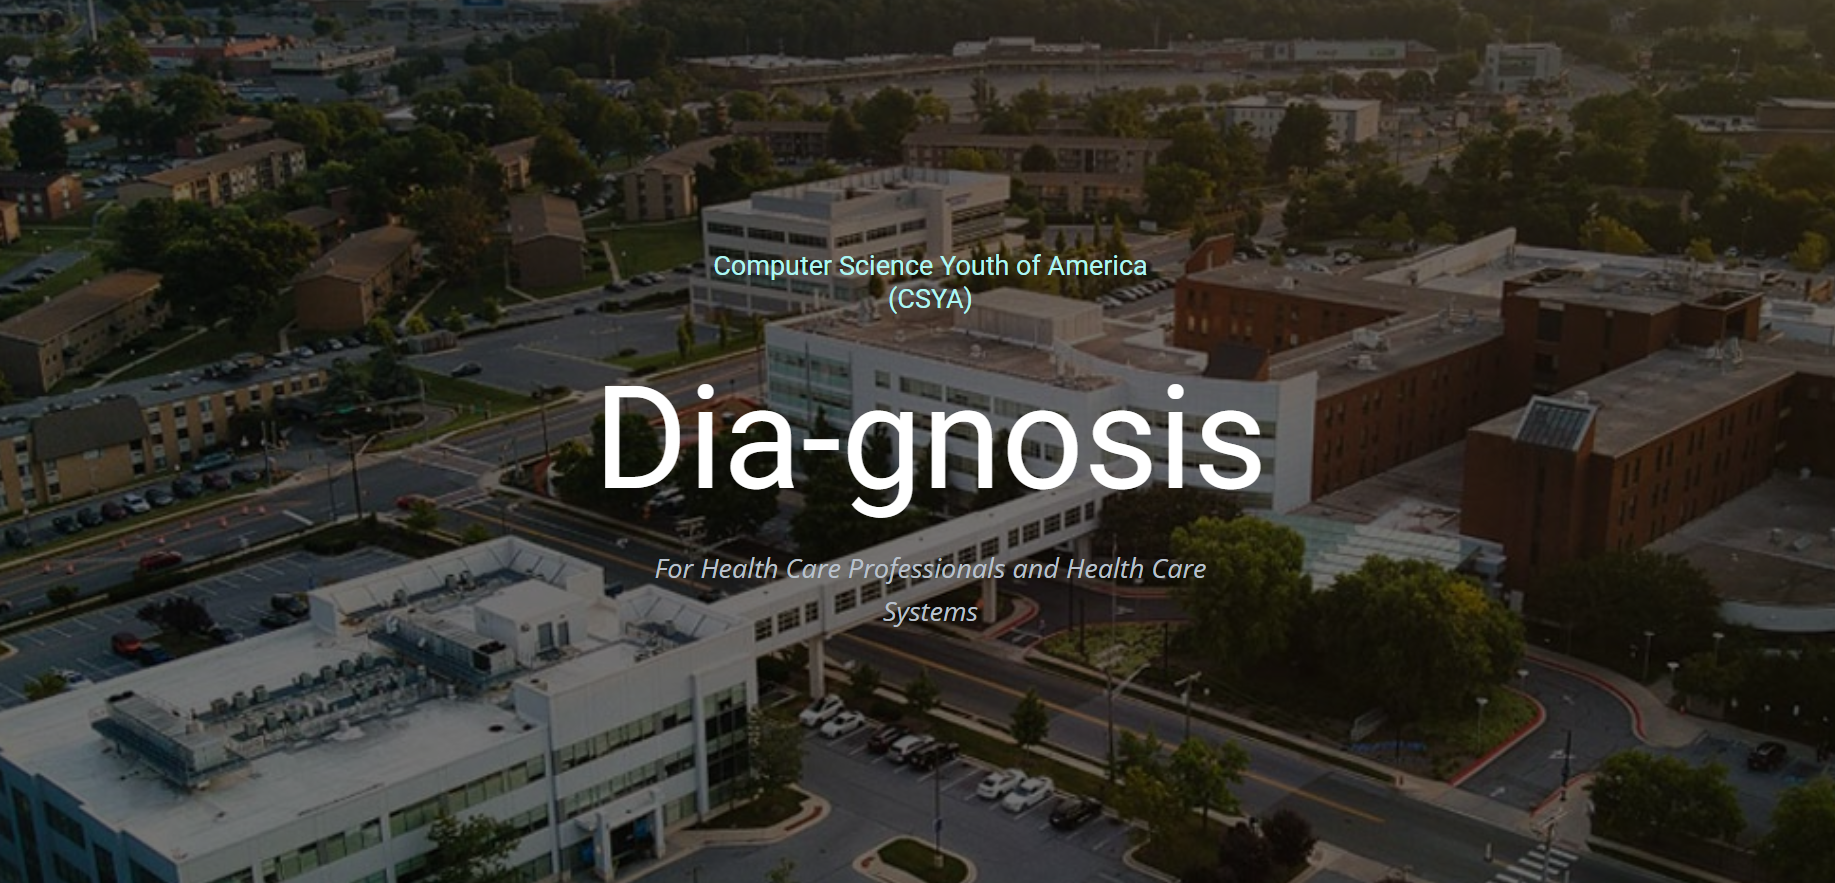 Computer Science Youth of America
(CSYA)
Dia-gnosis
For Health Care Professionals and Health Care
Systems